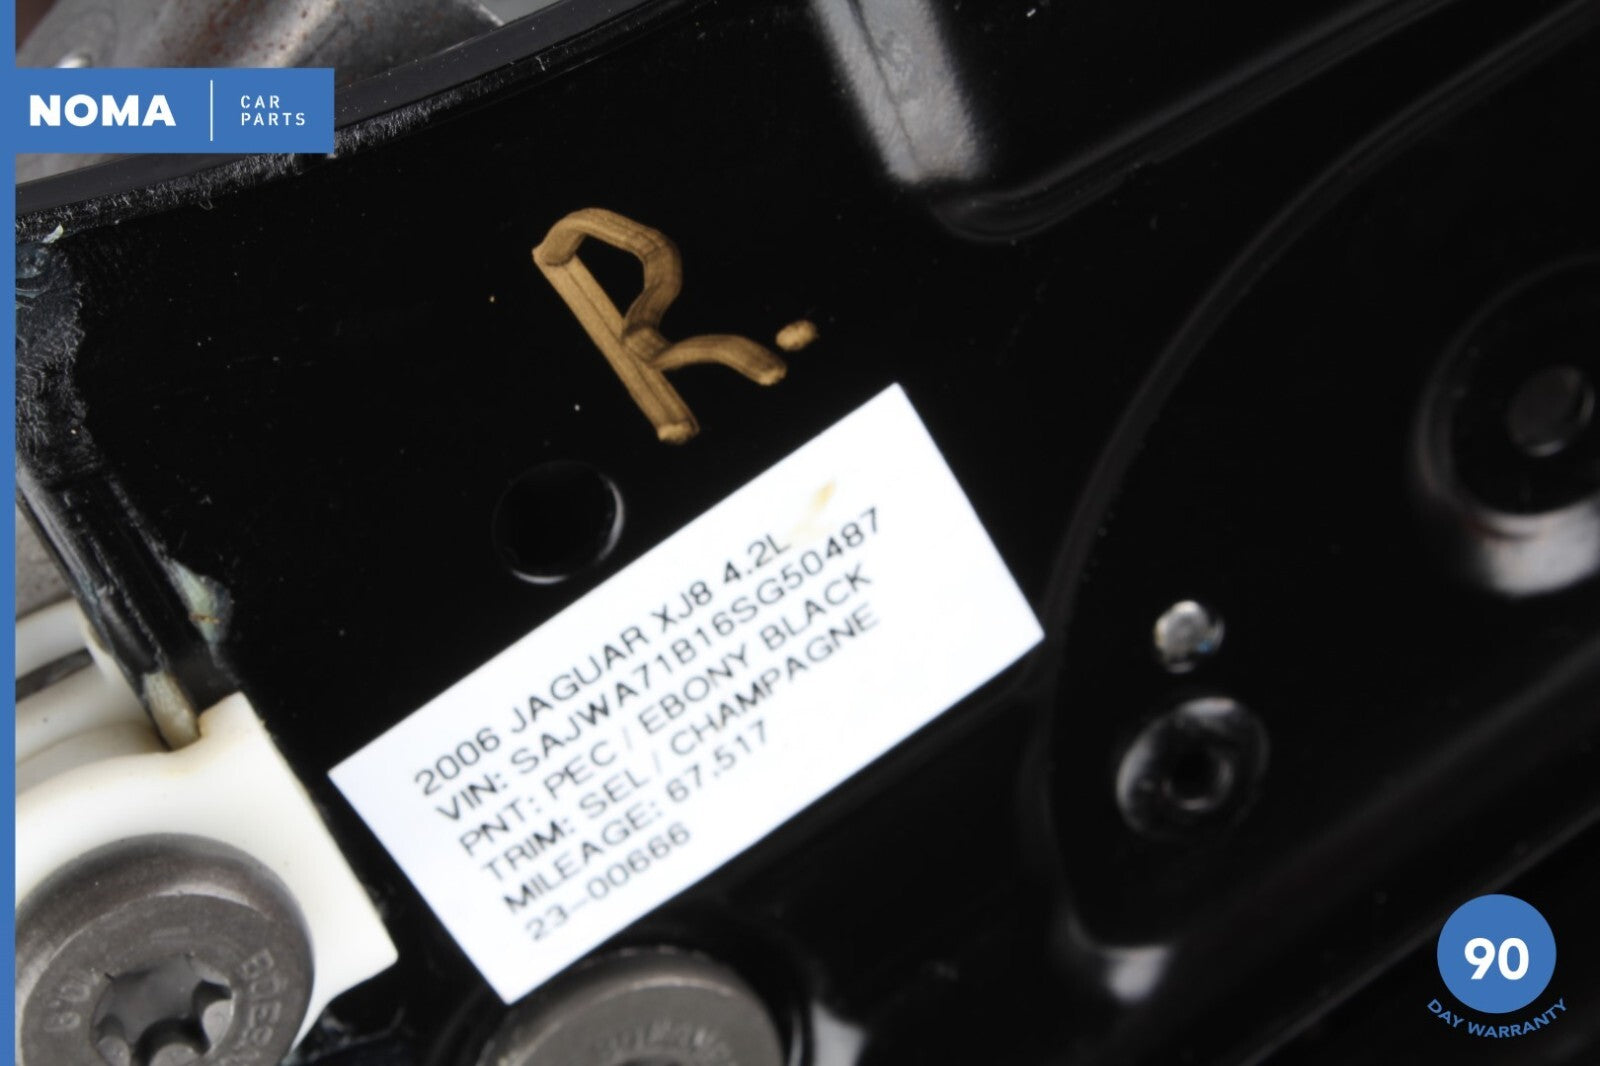 NOMA
CAR
PARTS
R.
2006 JAGUAR XJ8 4.2L
VIN: SAJWA71B16SG50487
PNT: PEC / EBONY BLACK
TRIM: SEL / CHAMPAGNE
MILEAGE: 67,517
23-00666
90
DAY WARRANTY